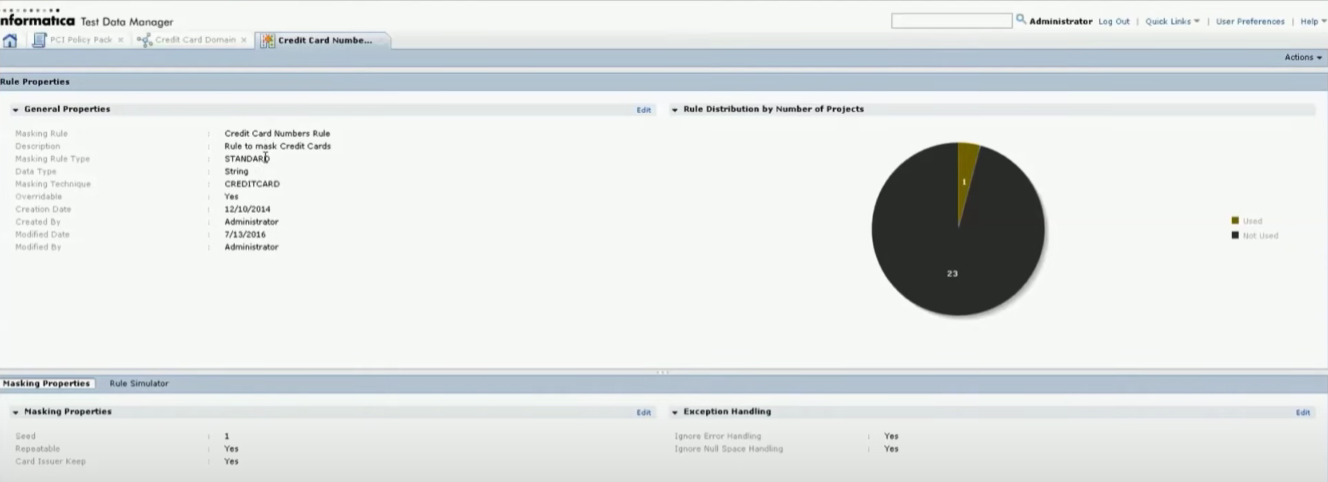 nformatica Test Data Manager
Administrator Log Out | Quick Links | User Preferences | Help
PCI Policy Pack × Credit Card Domain × Credit Card Numbe...
Actions
Rule Properties
General Properties Edit
Masking Rule : Credit Card Numbers Rule
Description : Rule to mask Credit Cards
Masking Rule Type : STANDARD
Data Type : String
Masking Technique : CREDITCARD
Overridable : Yes
Creation Date : 12/10/2014
Created By : Administrator
Modified Date : 7/13/2016
Modified By : Administrator
Rule Distribution by Number of Projects
1
23
Used
Not Used
Masking Properties Rule Simulator
Masking Properties Edit
Seed : 1
Repeatable : Yes
Card Issuer Keep : Yes
Exception Handling Edit
Ignore Error Handling : Yes
Ignore Null Space Handling : Yes